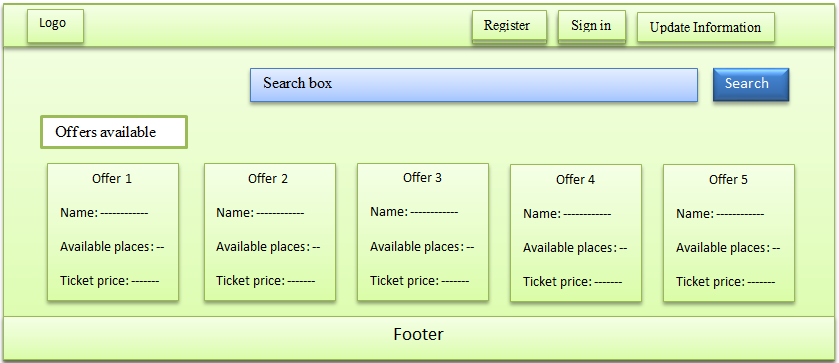 Logo
Register
Sign in
Update Information
Search box
Search
Offers available
Offer 1
Name: ------------
Available places: --
Ticket price: -------
Offer 2
Name: ------------
Available places: --
Ticket price: -------
Offer 3
Name: ------------
Available places: --
Ticket price: -------
Offer 4
Name: ------------
Available places: --
Ticket price: -------
Offer 5
Name: ------------
Available places: --
Ticket price: -------
Footer